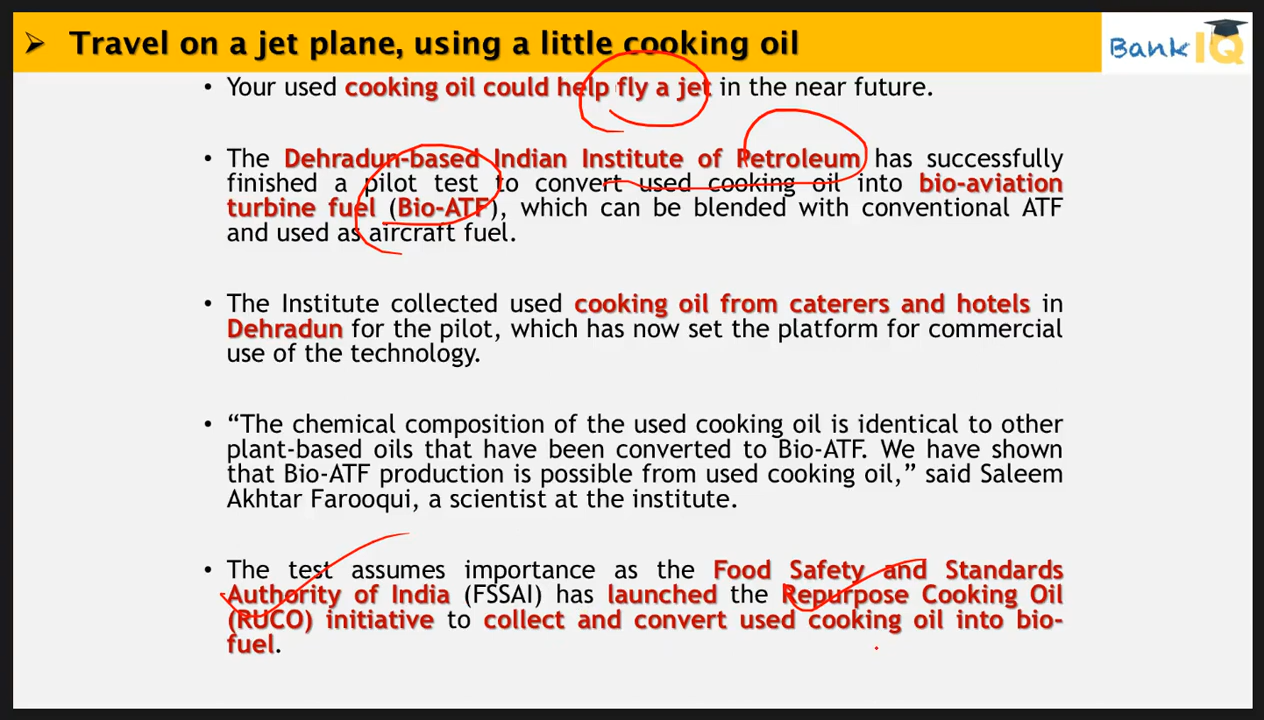 ➢ Travel on a jet plane, using a little cooking oil
Bank IQ
• Your used cooking oil could help fly a jet in the near future.
• The Dehradun-based Indian Institute of Petroleum has successfully
finished a pilot test to convert used cooking oil into bio-aviation
turbine fuel (Bio-ATF), which can be blended with conventional ATF
and used as aircraft fuel.
• The Institute collected used cooking oil from caterers and hotels in
Dehradun for the pilot, which has now set the platform for commercial
use of the technology.
• “The chemical composition of the used cooking oil is identical to other
plant-based oils that have been converted to Bio-ATF. We have shown
that Bio-ATF production is possible from used cooking oil,” said Saleem
Akhtar Farooqui, a scientist at the institute.
• The test assumes importance as the Food Safety and Standards
Authority of India (FSSAI) has launched the Repurpose Cooking Oil
(RUCO) initiative to collect and convert used cooking oil into bio-
fuel.